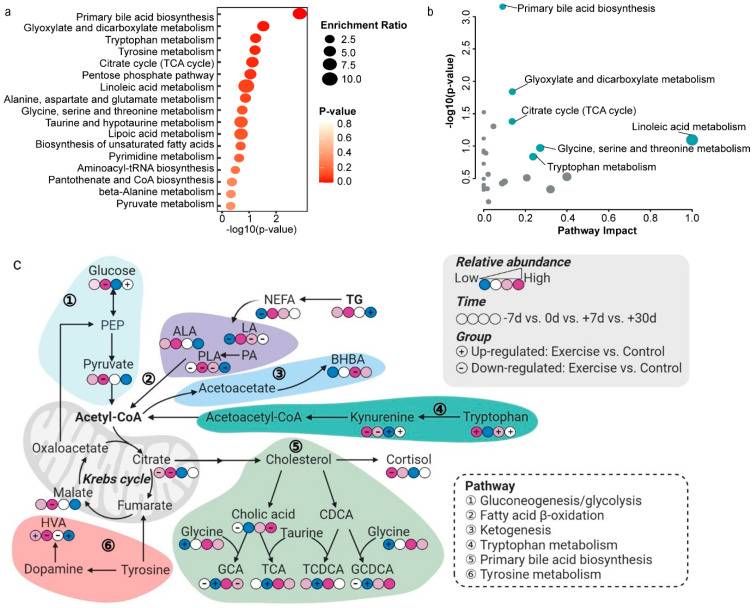 a
Primary bile acid biosynthesis
Glyoxylate and dicarboxylate metabolism
Tryptophan metabolism
Tyrosine metabolism
Citrate cycle (TCA cycle)
Pentose phosphate pathway
Linoleic acid metabolism
Alanine, aspartate and glutamate metabolism
Glycine, serine and threonine metabolism
Taurine and hypotaurine metabolism
Lipoic acid metabolism
Biosynthesis of unsaturated fatty acids
Pyrimidine metabolism
Aminoacyl-tRNA biosynthesis
Pantothenate and CoA biosynthesis
beta-Alanine metabolism
Pyruvate metabolism
0 1 2
-log10(p-value)
Enrichment Ratio
2.5
5.0
7.5
10.0
P-value
0.8
0.6
0.4
0.2
0.0
b
-log10(p-value)
3.0
2.5
2.0
1.5
1.0
0.5
Primary bile acid biosynthesis
Glyoxylate and dicarboxylate metabolism
Citrate cycle (TCA cycle)
Linoleic acid metabolism
Glycine, serine and threonine metabolism
Tryptophan metabolism
0.0 0.2 0.4 0.6 0.8 1.0
Pathway Impact
c
Glucose
- - +
①
PEP
Pyruvate
-
Acetyl-CoA
Oxaloacetate
Citrate
- -
Krebs cycle
Malate
Fumarate
HVA
+ - - +
⑥
Dopamine
Tyrosine
NEFA
-
TG
- +
ALA
LA
- - - -
PLA
- - - -
PA
②
③
BHBA
-
Acetoacetate
④
Acetoacetyl-CoA
Kynurenine
- - + +
Tryptophan
+ + + +
⑤
Cholesterol
Cortisol
- -
Cholic acid
- + - -
CDCA
Glycine
+
Taurine
Glycine
+
GCA
- + - -
TCA
+ +
TCDCA
+ +
GCDCA
- + + -
Relative abundance
Low
High
Time
-7d vs. 0d vs. +7d vs. +30d
Group
+ Up-regulated: Exercise vs. Control
- Down-regulated: Exercise vs. Control
Pathway
① Gluconeogenesis/glycolysis
② Fatty acid β-oxidation
③ Ketogenesis
④ Tryptophan metabolism
⑤ Primary bile acid biosynthesis
⑥ Tyrosine metabolism